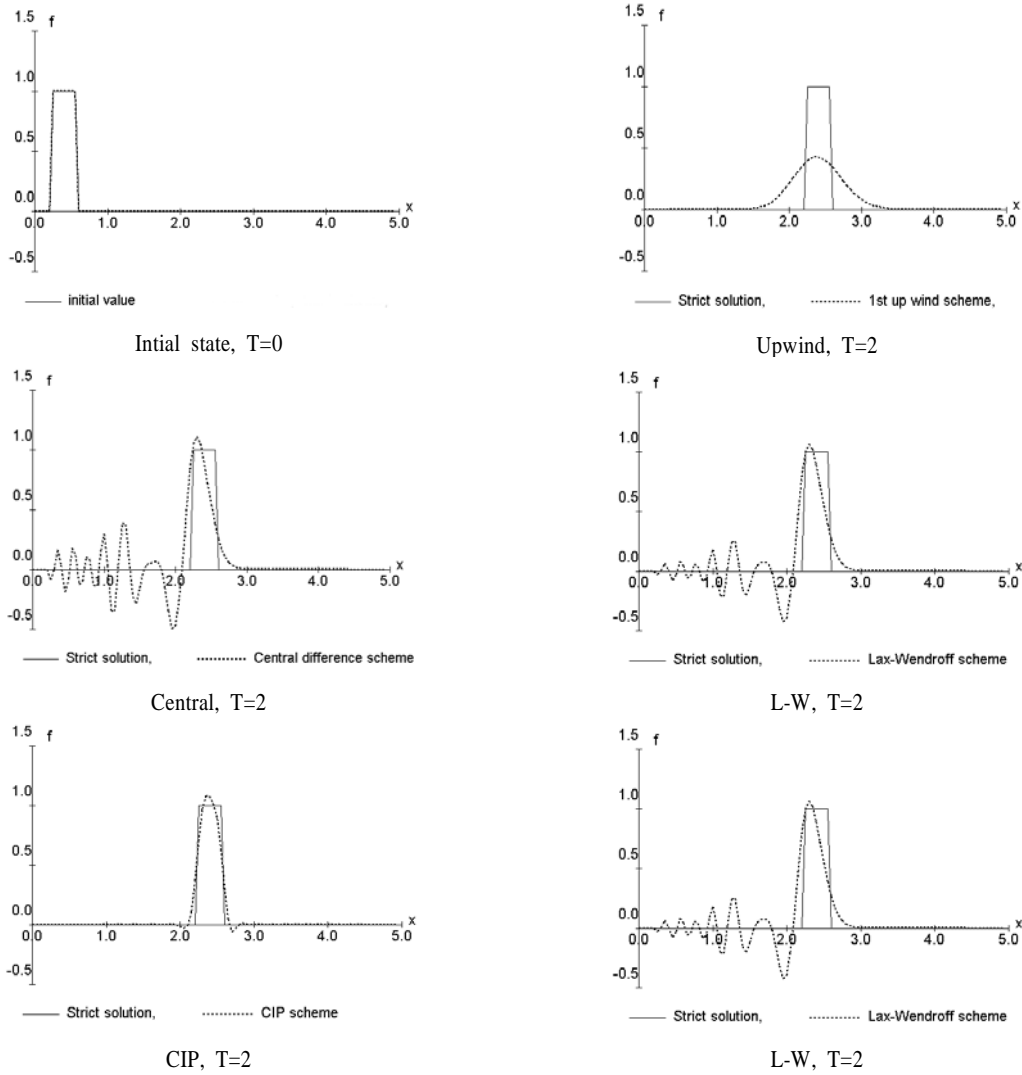 1.5 f
1.0
0.5
0.0
0.0 1.0 2.0 3.0 4.0 5.0 x
-0.5
initial value
Intial state, T=0
1.5 f
1.0
0.5
0.0
0.0 1.0 2.0 3.0 4.0 5.0 x
-0.5
Strict solution, 1st up wind scheme,
Upwind, T=2
1.5 f
1.0
0.5
0.0
0.0 1.0 2.0 3.0 4.0 5.0 x
-0.5
Strict solution, Central difference scheme
Central, T=2
1.5 f
1.0
0.5
0.0
0.0 1.0 2.0 3.0 4.0 5.0 x
-0.5
Strict solution, Lax-Wendroff scheme
L-W, T=2
1.5 f
1.0
0.5
0.0
0.0 1.0 2.0 3.0 4.0 5.0 x
-0.5
Strict solution, CIP scheme
CIP, T=2
1.5 f
1.0
0.5
0.0
0.0 1.0 2.0 3.0 4.0 5.0 x
-0.5
Strict solution, Lax-Wendroff scheme
L-W, T=2